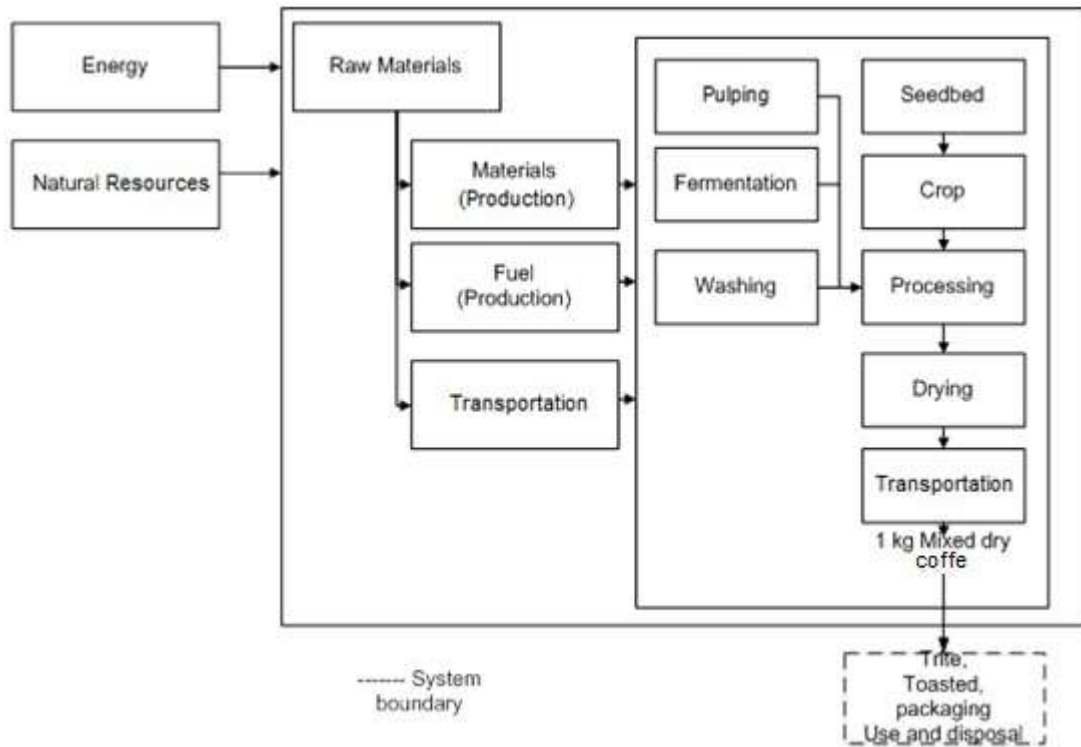 Energy
Natural Resources
Raw Materials
Materials
(Production)
Fuel
(Production)
Transportation
Pulping
Fermentation
Washing
Seedbed
Crop
Processing
Drying
Transportation
1 kg Mixed dry
coffe
Trite,
Toasted,
packaging
Use and disposal
------- System
boundary